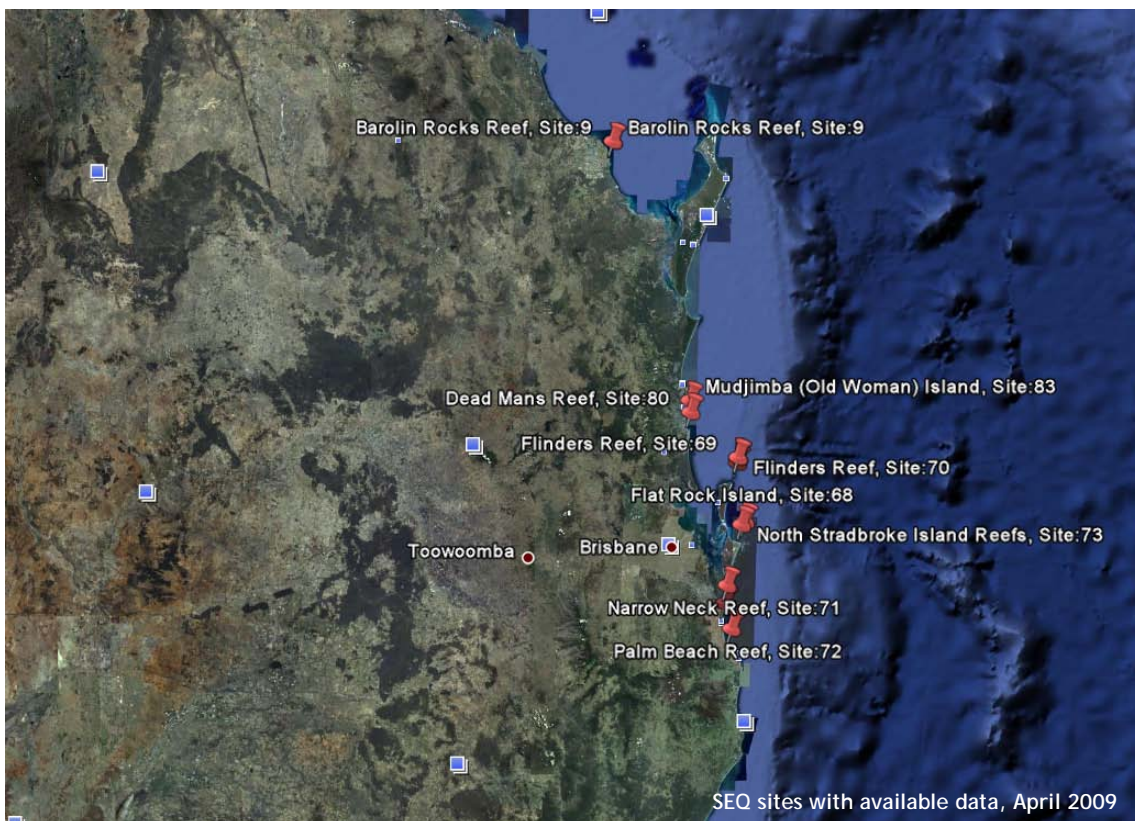 Barolin Rocks Reef, Site:9 Barolin Rocks Reef, Site:9
Mudjimba (Old Woman) Island, Site:83
Dead Mans Reef, Site:80
Flinders Reef, Site:69
Flinders Reef, Site:70
Flat Rock Island, Site:68
North Stradbroke Island Reefs, Site:73
Toowoomba
Brisbane
Narrow Neck Reef, Site:71
Palm Beach Reef, Site:72
SEQ sites with available data, April 2009